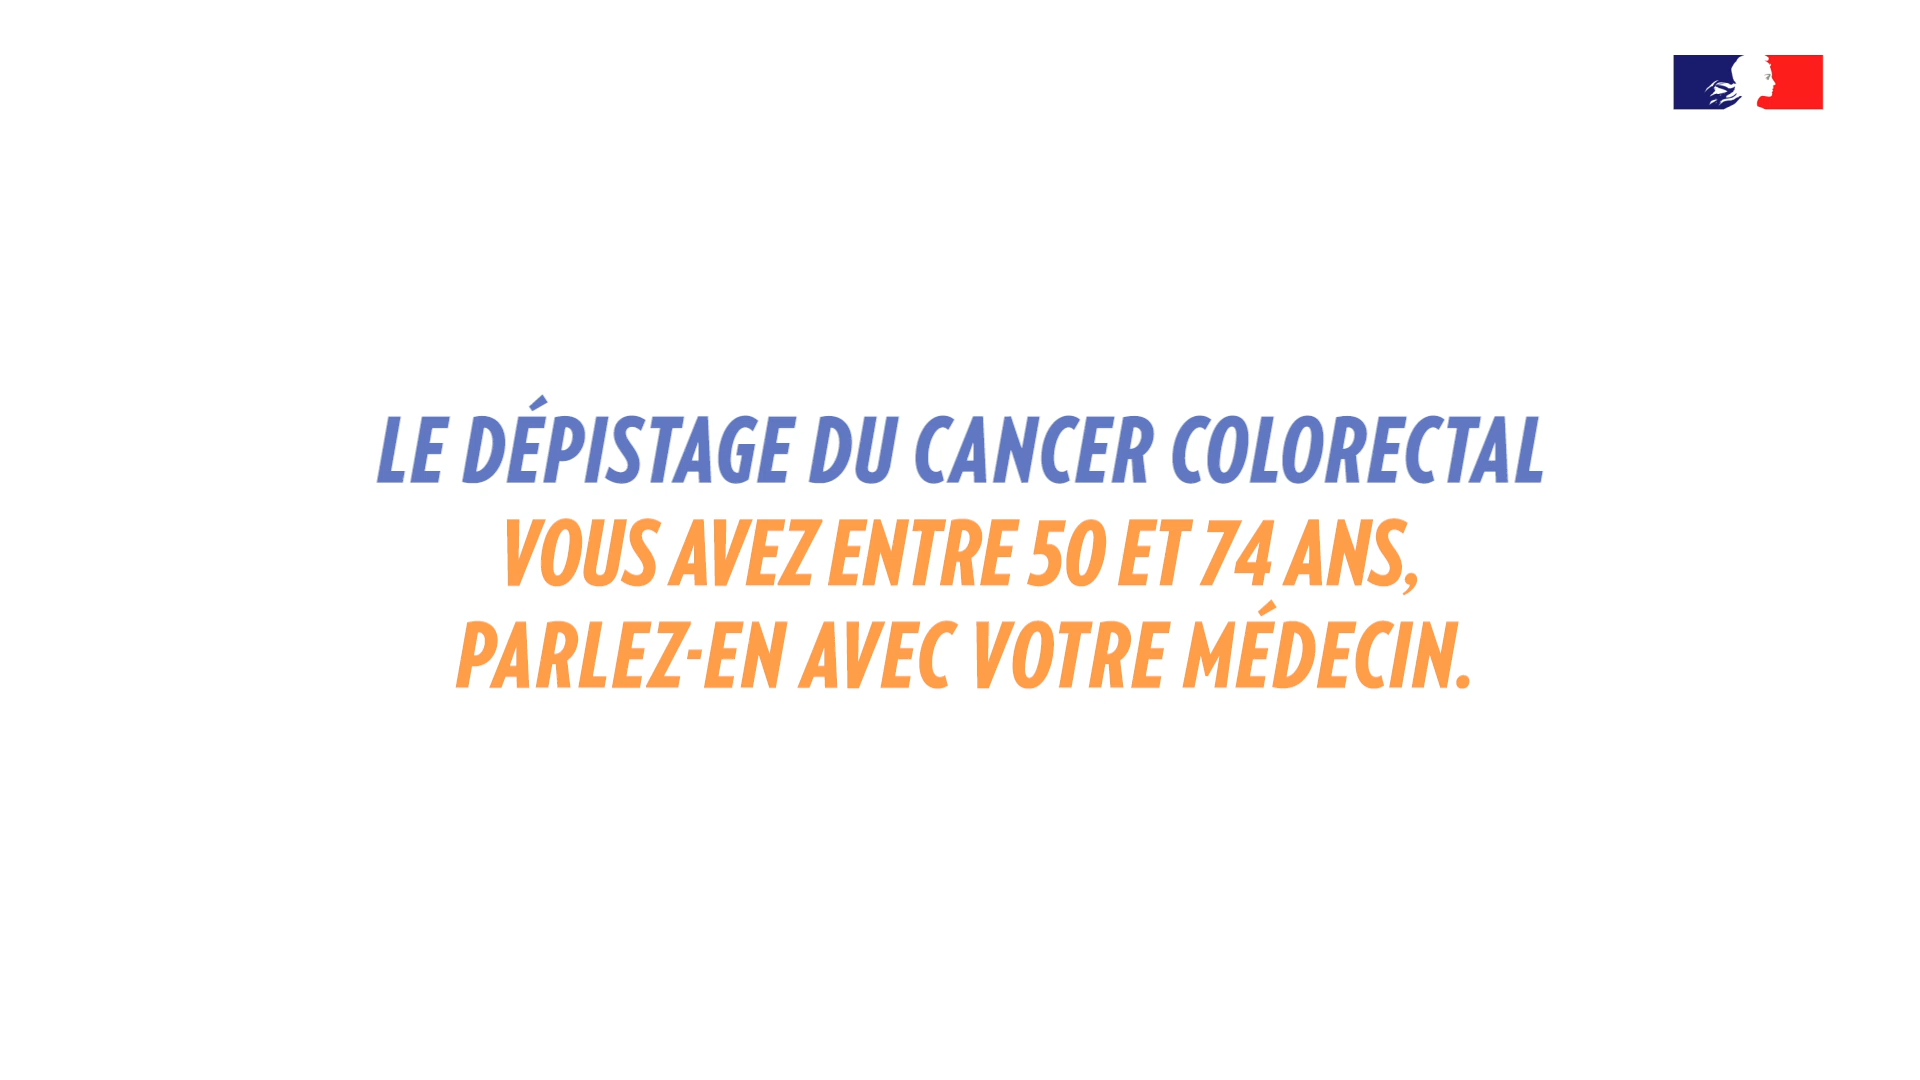 LE DÉPISTAGE DU CANCER COLORECTAL
VOUS AVEZ ENTRE 50 ET 74 ANS,
PARLEZ-EN AVEC VOTRE MÉDECIN.